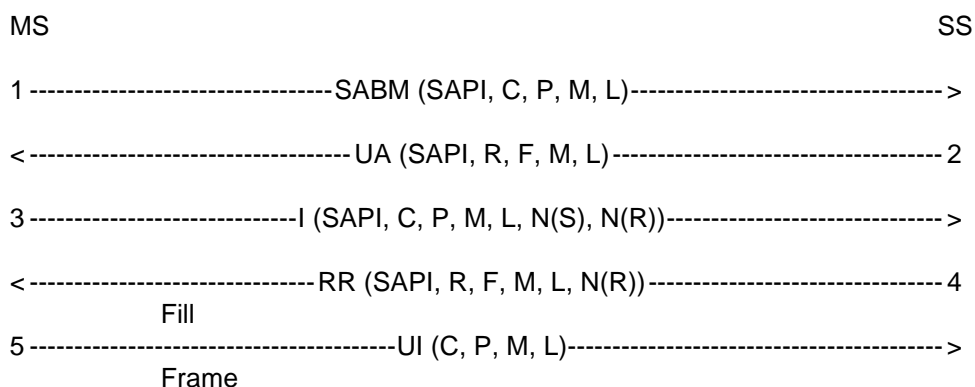 MS SS
1 ----------------------------------SABM (SAPI, C, P, M, L)----------------------------------- >
< ------------------------------------ UA (SAPI, R, F, M, L)------------------------------------- 2
3 ------------------------------I (SAPI, C, P, M, L, N(S), N(R))------------------------------- >
< --------------------------------RR (SAPI, R, F, M, L, N(R)) --------------------------------- 4
Fill
5 -----------------------------------------UI (C, P, M, L)------------------------------------------ >
Frame